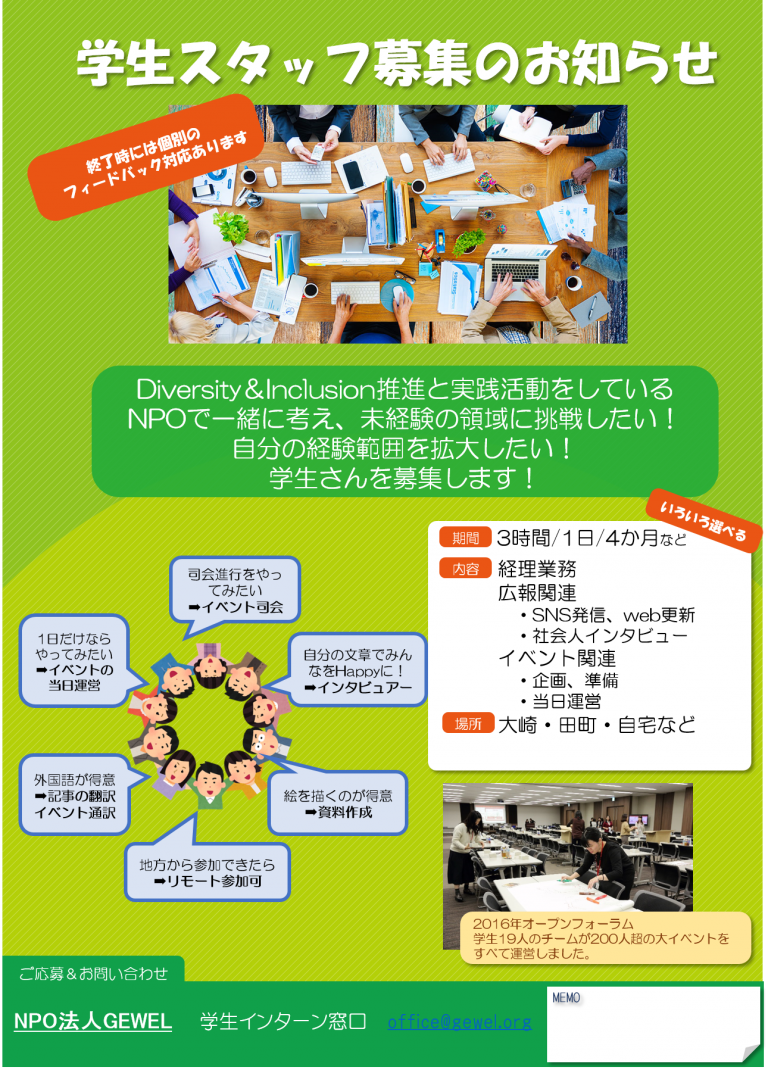 学生スタッフ募集のお知らせ
終了時には個別の
フィードバック対応あります
Diversity＆Inclusion推進と実践活動をしている
NPOで一緒に考え、未経験の領域に挑戦したい！
自分の経験範囲を拡大したい！
学生さんを募集します！
いろいろ選べる
期間 3時間/1日/4か月など
内容 経理業務
広報関連
・SNS発信、web更新
・社会人インタビュー
イベント関連
・企画、準備
・当日運営
場所 大崎・田町・自宅など
司会進行をやっ
てみたい
➡イベント司会
1日だけなら
やってみたい
➡イベントの
当日運営
自分の文章でみん
なをHappyに！
➡インタビュアー
外国語が得意
➡記事の翻訳
イベント通訳
絵を描くのが得意
➡資料作成
地方から参加できたら
➡リモート参加可
2016年オープンフォーラム
学生19人のチームが200人超の大イベントを
すべて運営しました。
ご応募＆お問い合わせ
NPO法人GEWEL 学生インターン窓口 office@gewel.org
MEMO